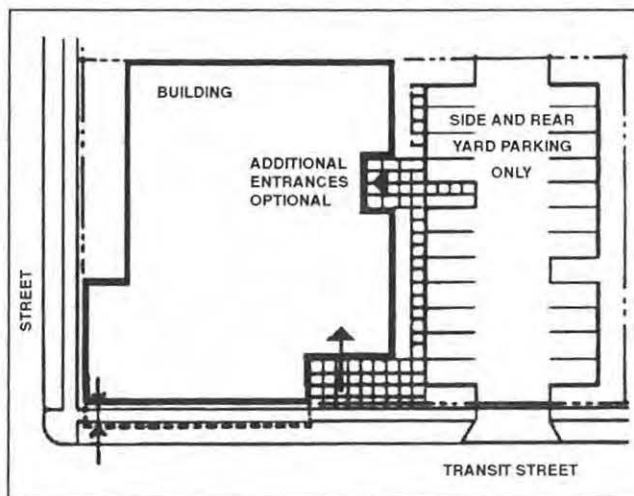 BUILDING
SIDE AND REAR
YARD PARKING
ONLY
ADDITIONAL
ENTRANCES
OPTIONAL
STREET
TRANSIT STREET